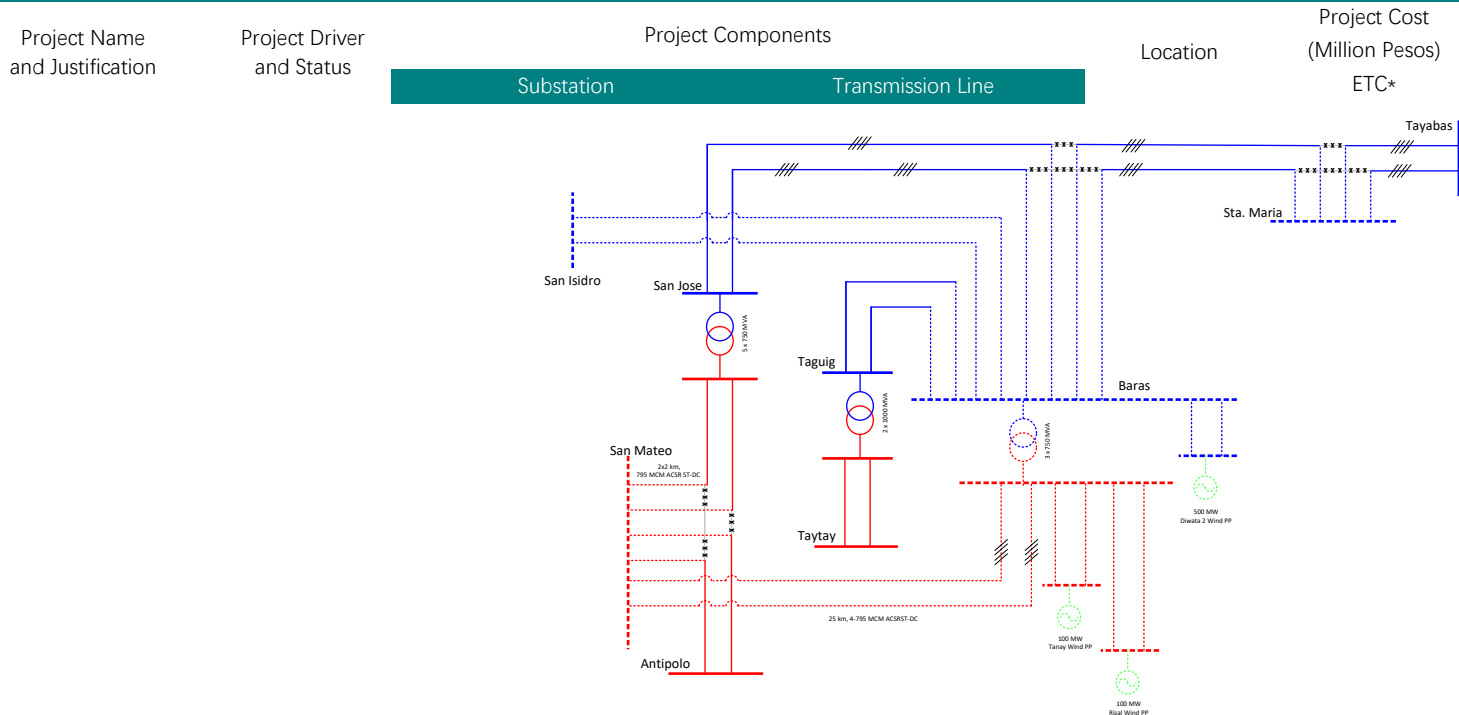 Project Name
and Justification
Project Driver
and Status
Project Components
Substation
Transmission Line
Location
Project Cost
(Million Pesos)
ETC*
Tayabas
Sta. Maria
San Isidro
San Jose
5 x 750 MVA
Taguig
2 x 1000 MVA
Baras
3 x 750 MVA
San Mateo
2x2 km,
795 MCM ACSR ST-DC
500 MW
Diwata 2 Wind PP
Taytay
25 km, 4-795 MCM ACSRST-DC
100 MW
Tanay Wind PP
Antipolo
100 MW
Rizal Wind PP